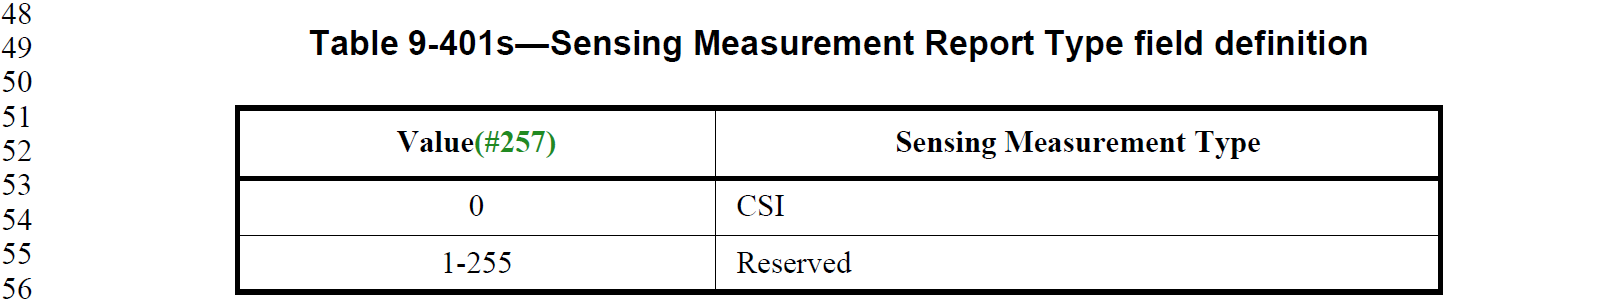 48
49 Table 9-401s—Sensing Measurement Report Type field definition
50
51
52 Value(#257) Sensing Measurement Type
53
54 0 CSI
55 1-255 Reserved
56